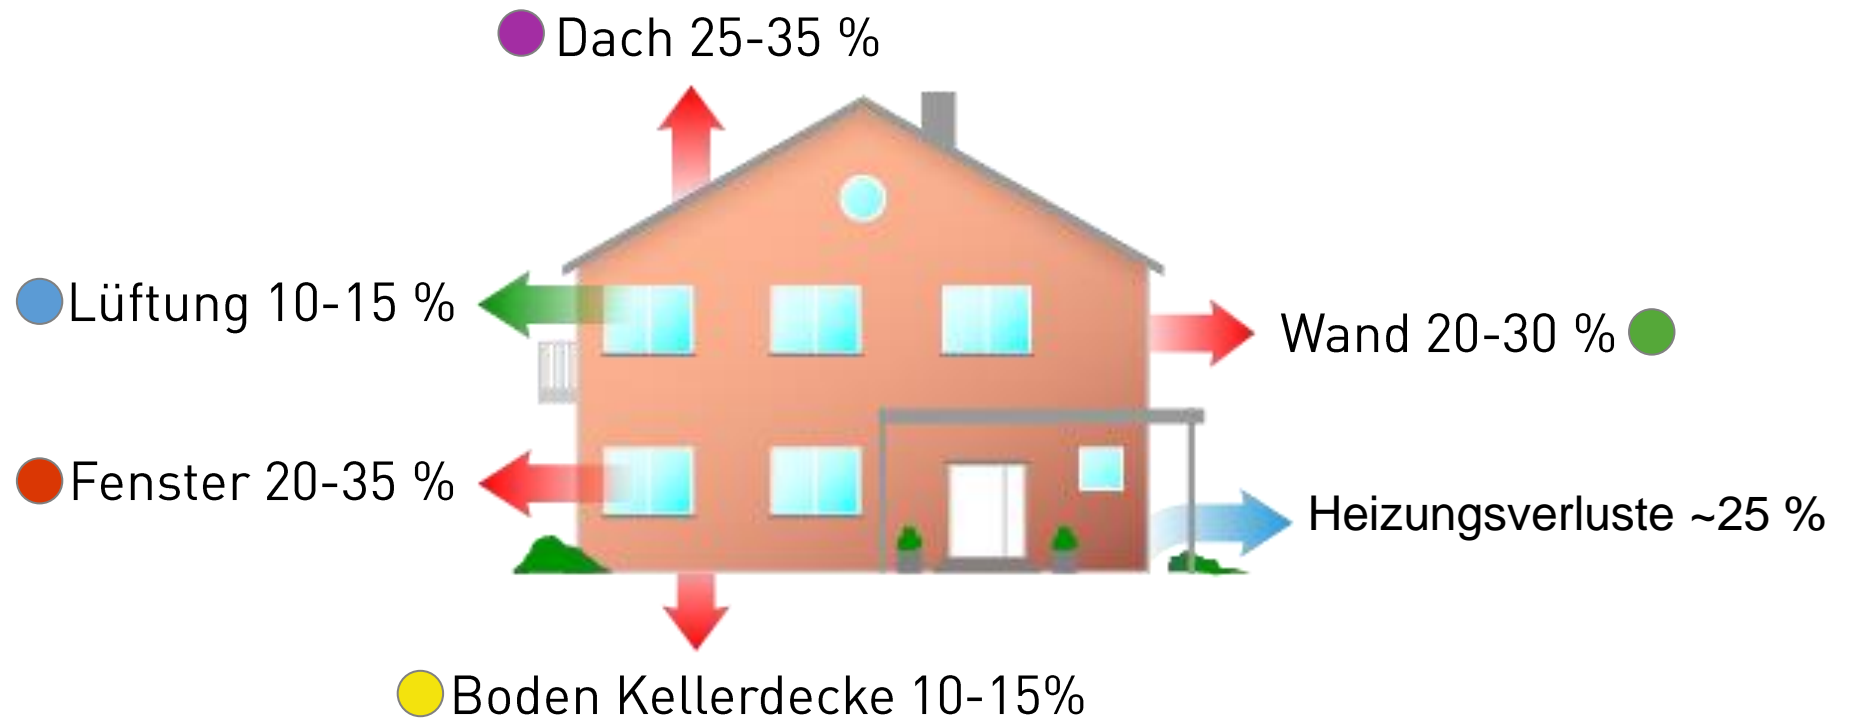 Dach 25-35 %
Lüftung 10-15 %
Wand 20-30 %
Fenster 20-35 %
Heizungsverluste ~25 %
Boden Kellerdecke 10-15%